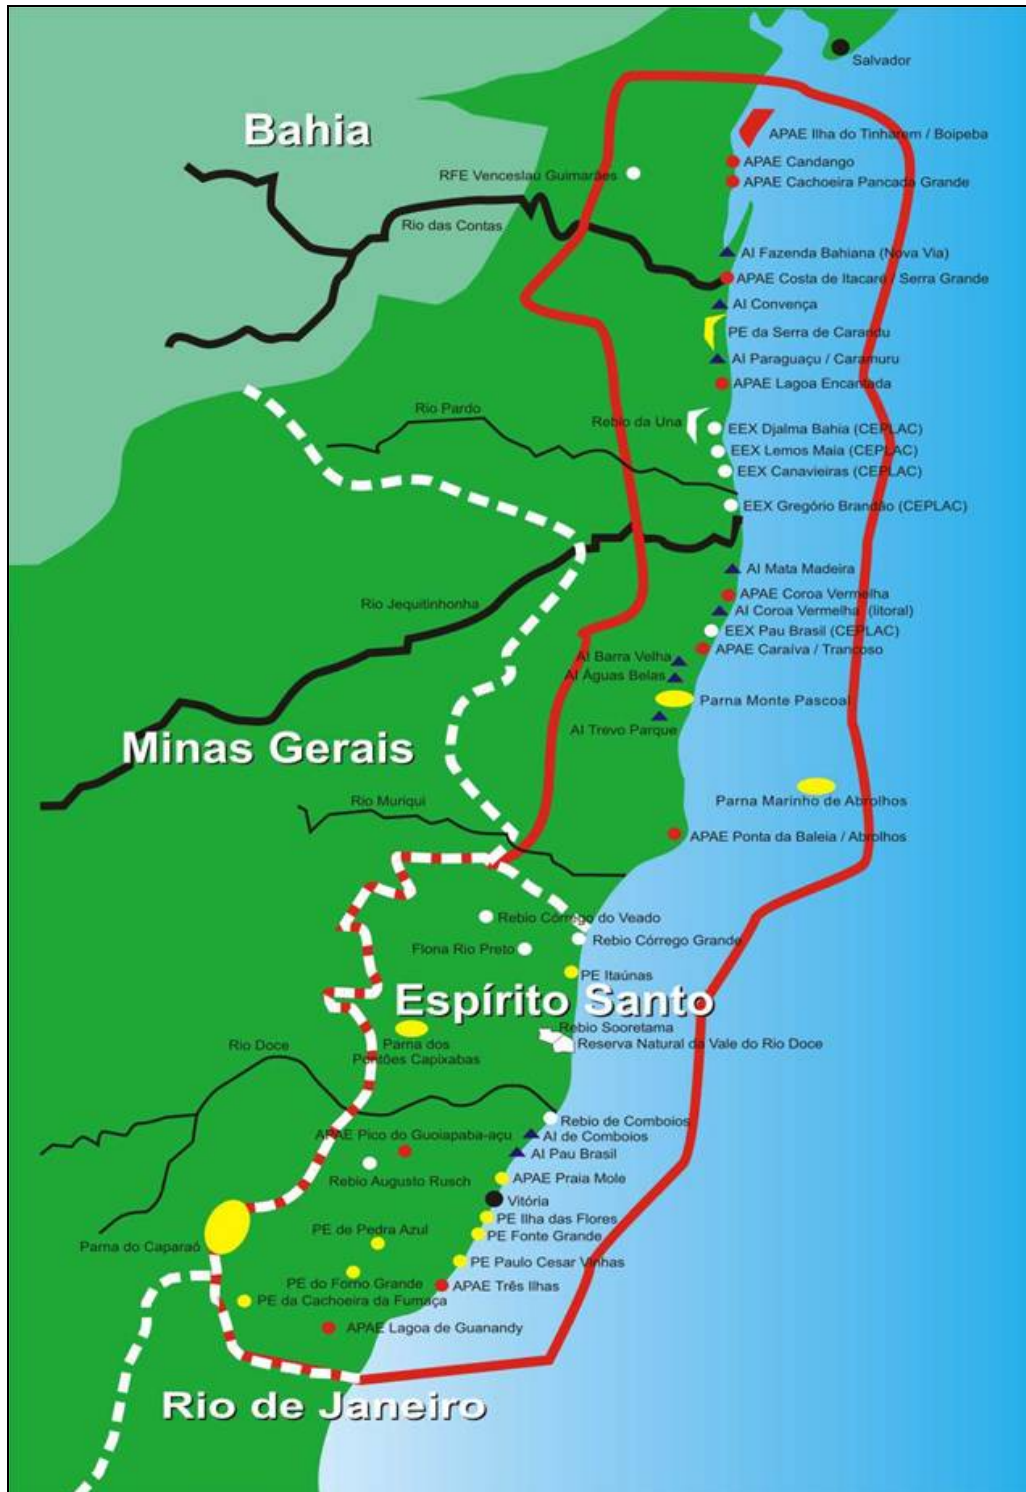 Salvador
Bahia
APAE Ilha do Tinharem / Boipeba
APAE Candango
RFE Venceslau Guimarães
APAE Cachoeira Pancada Grande
Rio das Contas
AI Fazenda Bahiana (Nova Via)
APAE Costa de Itacaré / Serra Grande
AI Convença
PE da Serra de Carandu
AI Paraguaçu / Caramuru
APAE Lagoa Encantada
Rio Pardo
Rebio da Una
EEX Djalma Bahia (CEPLAC)
EEX Lemos Maia (CEPLAC)
EEX Canavieiras (CEPLAC)
EEX Gregório Brandão (CEPLAC)
AI Mata Madeira
APAE Coroa Vermelha
Rio Jequitinhonha
AI Coroa Vermelha (litoral)
EEX Pau Brasil (CEPLAC)
APAE Caraíva / Trancoso
AI Barra Velha
AI Águas Belas
Parna Monte Pascoal
AI Trevo Parque
Minas Gerais
Rio Muriqui
Parna Marinho de Abrolhos
APAE Ponta da Baleia / Abrolhos
Rebio Córrego do Veado
Rebio Córrego Grande
Flona Rio Preto
PE Itaúnas
Espírito Santo
Rebio Sooretama
Reserva Natural da Vale do Rio Doce
Parna dos
Pontões Capixabas
Rio Doce
Rebio de Comboios
APAE Pico do Guoiapaba-açu
AI de Comboios
AI Pau Brasil
Rebio Augusto Rusch
APAE Praia Mole
Vitória
PE Ilha das Flores
PE de Pedra Azul
PE Fonte Grande
Parna do Caparaó
PE Paulo Cesar Vinhas
PE do Forno Grande
APAE Três Ilhas
PE da Cachoeira da Fumaça
APAE Lagoa de Guanandy
Rio de Janeiro